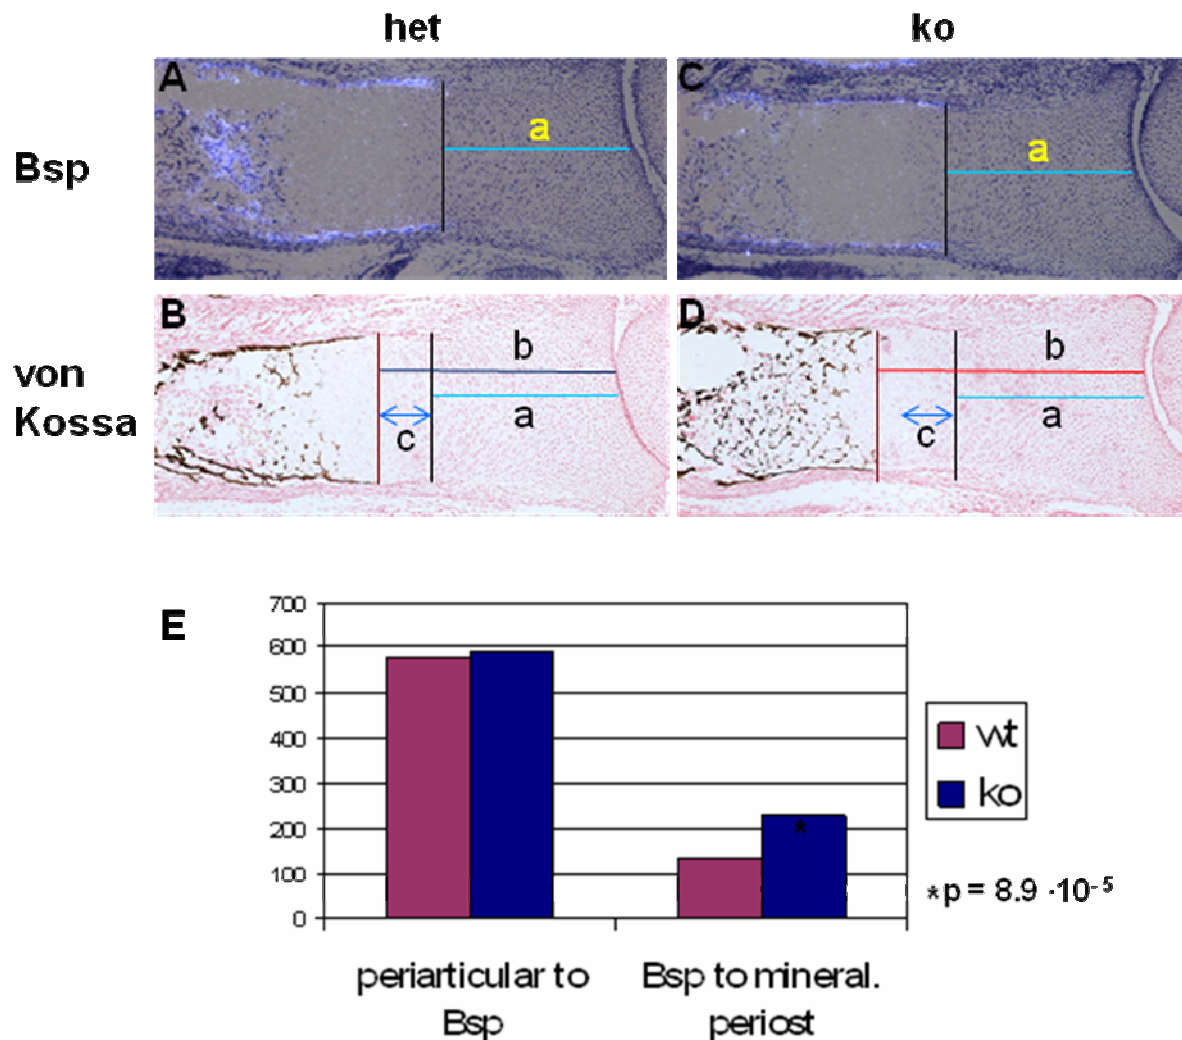 het
ko
Bsp
A
a
C
a
von
Kossa
B
b
a
c
D
b
a
c
E
700
600
500
400
300
200
100
0
periarticular to
Bsp
Bsp to mineral.
periost
*
wt
ko
*p = 8.9 ·10⁻⁵